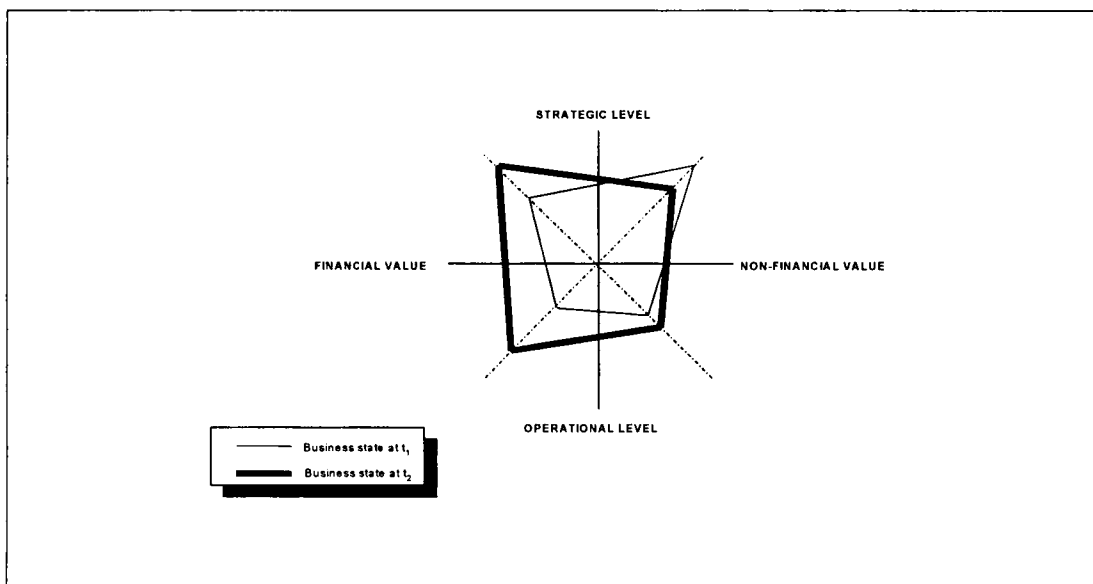 STRATEGIC LEVEL
FINANCIAL VALUE
NON-FINANCIAL VALUE
OPERATIONAL LEVEL
Business state at t₁
Business state at t₂